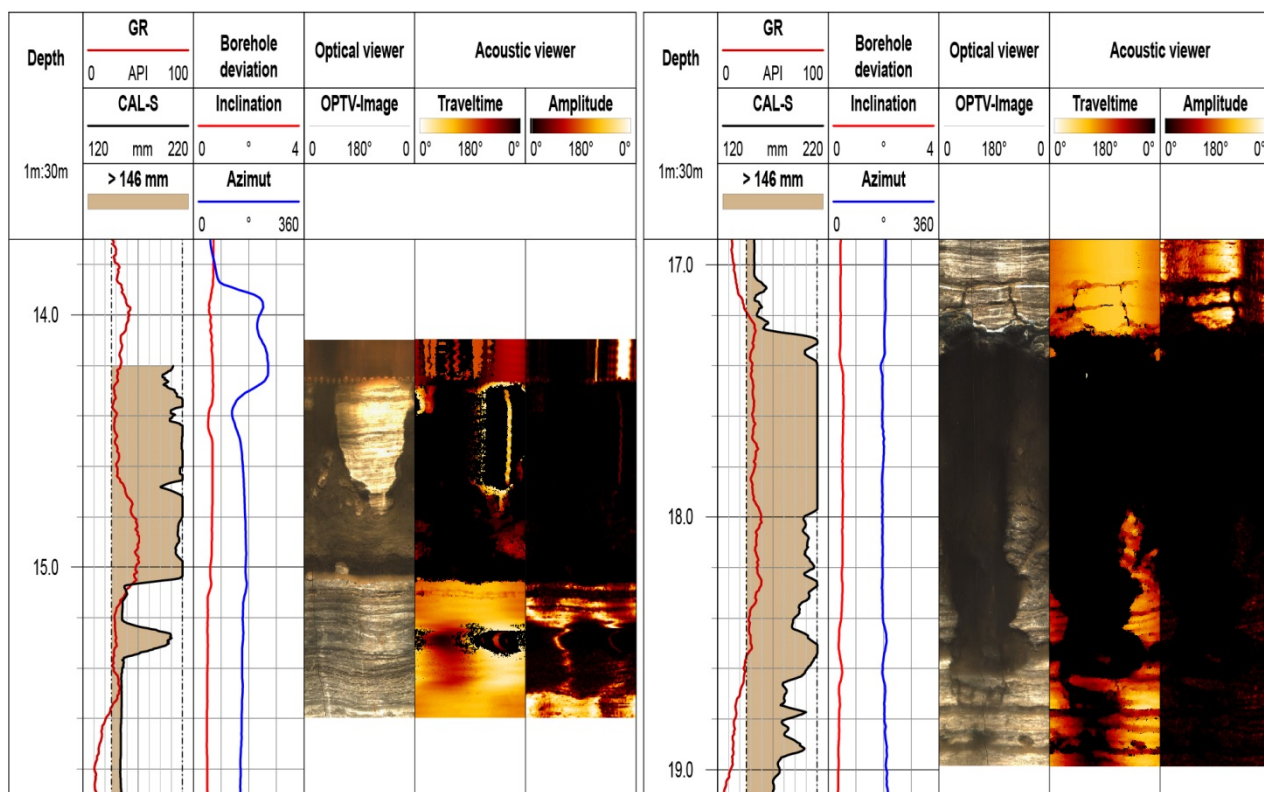 Depth
1m:30m
GR
0 API 100
CAL-S
120 mm 220
> 146 mm
Borehole
deviation
Inclination
0 ° 4
Azimut
0 ° 360
Optical viewer
OPTV-Image
0 180° 0
Acoustic viewer
Traveltime
0° 180° 0°
Amplitude
0° 180° 0°
14.0
15.0
Depth
1m:30m
GR
0 API 100
CAL-S
120 mm 220
> 146 mm
Borehole
deviation
Inclination
0 ° 4
Azimut
0 ° 360
Optical viewer
OPTV-Image
0 180° 0
Acoustic viewer
Traveltime
0° 180° 0°
Amplitude
0° 180° 0°
17.0
18.0
19.0